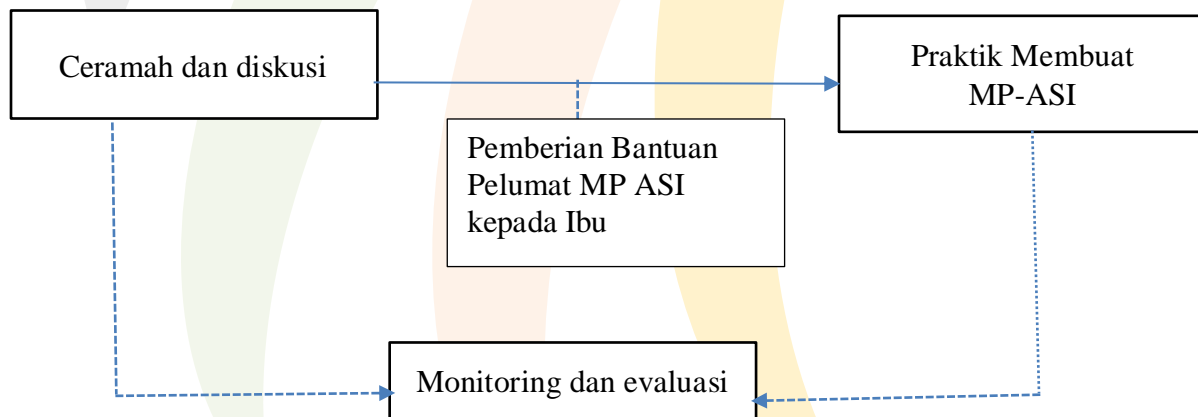 Ceramah dan diskusi
Praktik Membuat
MP-ASI
Pemberian Bantuan
Pelumat MP ASI
kepada Ibu
Monitoring dan evaluasi